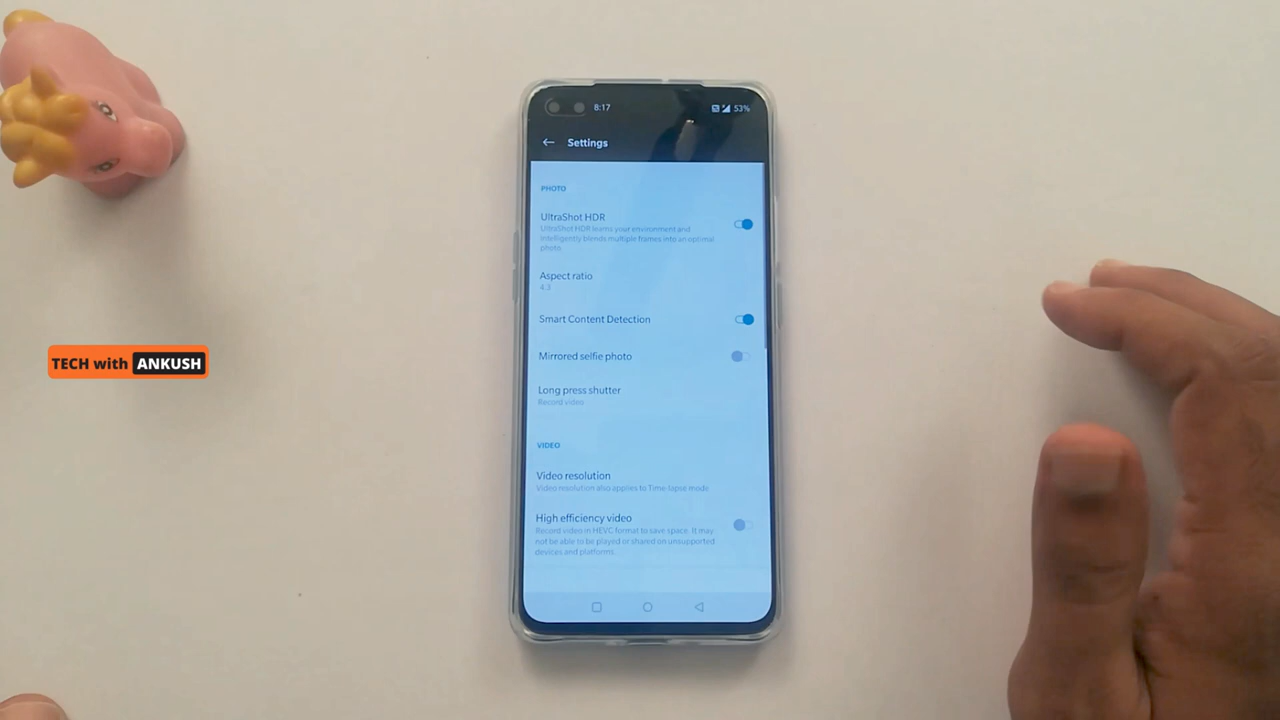 8:17
53%
Settings
PHOTO
UltraShot HDR
UltraShot HDR learns your environment and
intelligently blends multiple frames into an optimal
photo.
Aspect ratio
4:3
Smart Content Detection
Mirrored selfie photo
Long press shutter
Record video
VIDEO
Video resolution
Video resolution also applies to Time-lapse mode
High efficiency video
Record video in HEVC format to save space. It may
not be able to be played or shared on unsupported
devices and platforms.
TECH with ANKUSH